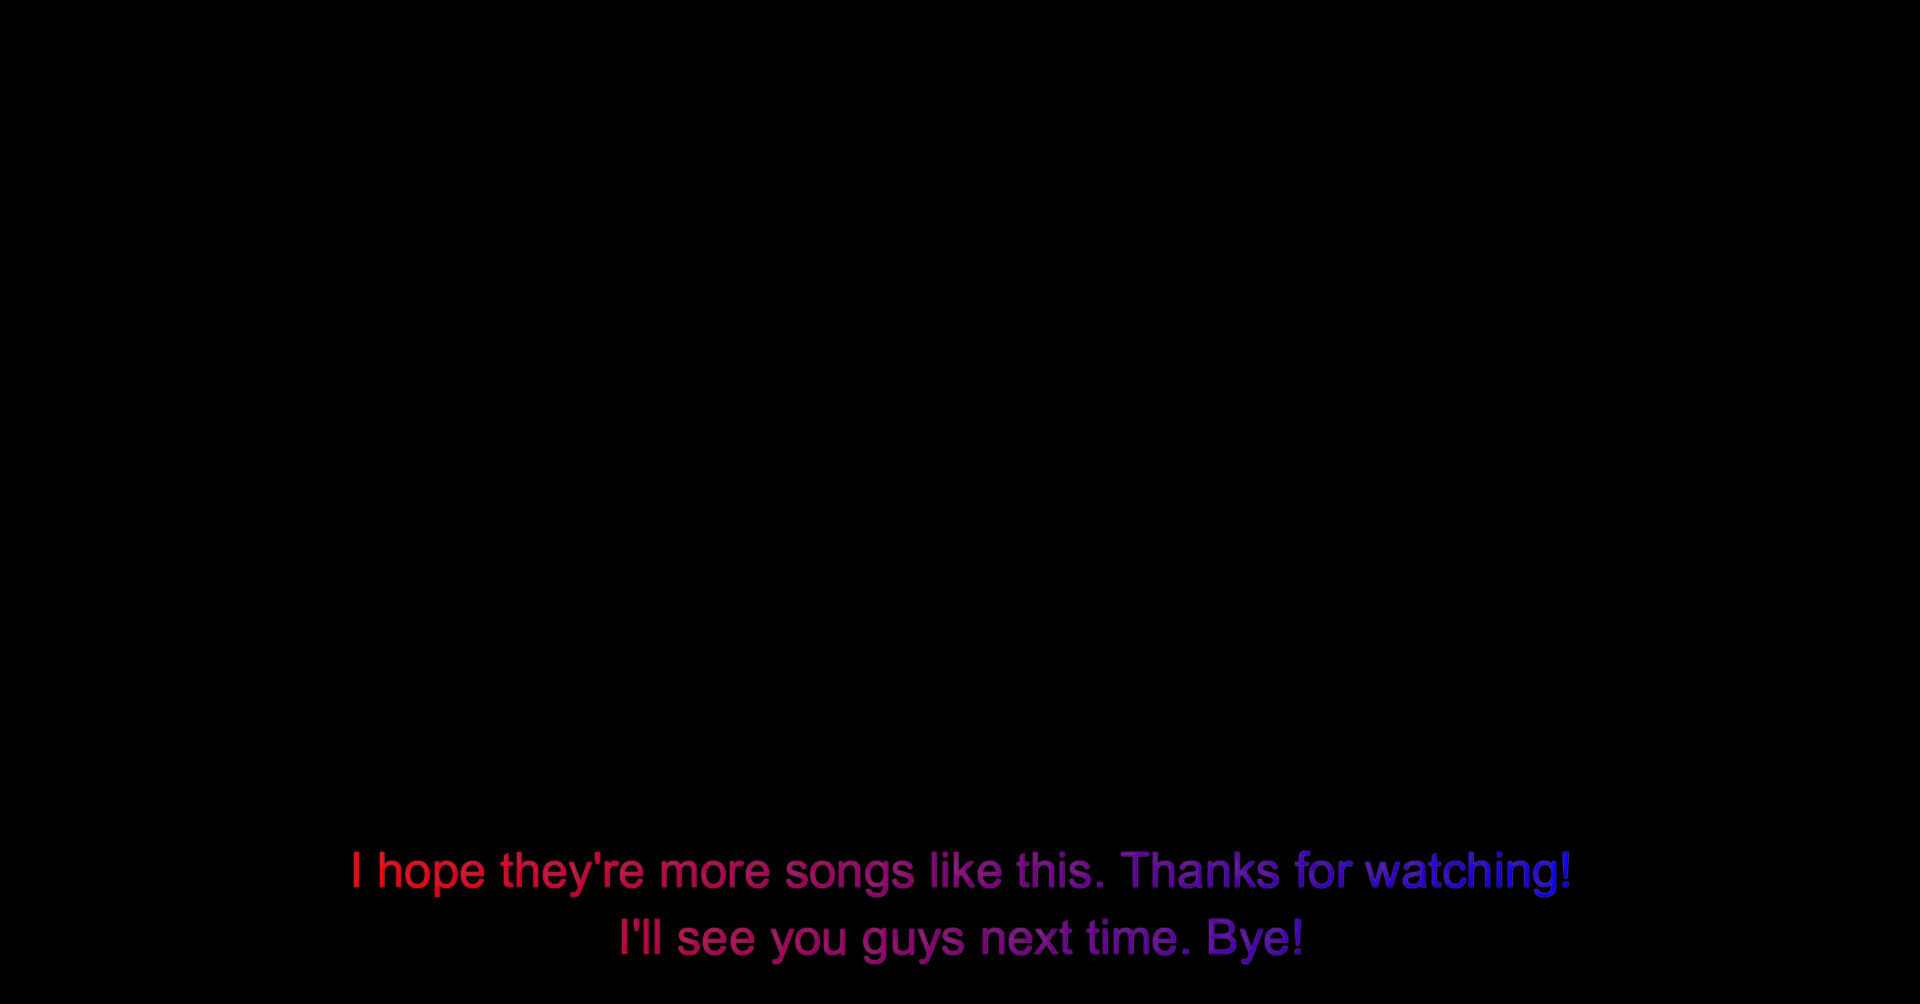 I hope they're more songs like this. Thanks for watching!
I'll see you guys next time. Bye!